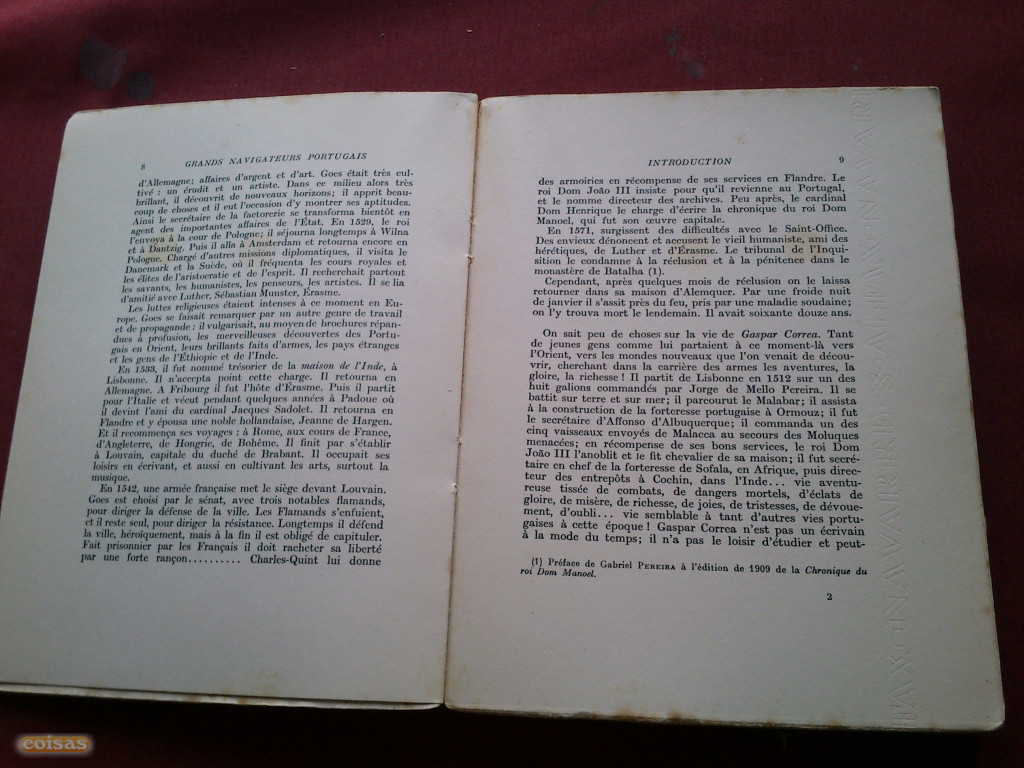 8 GRANDS NAVIGATEURS PORTUGAIS
d'Allemagne; affaires d'argent et d'art. Goes était très cul-
tivé : un érudit et un artiste. Dans ce milieu alors très
brillant, il découvrit de nouveaux horizons; il apprit beau-
coup de choses et il eut l'occasion d'y montrer ses aptitudes.
Ainsi le secrétaire de la factorerie se transforma bientôt en
agent des importantes affaires de l'État. En 1529, le roi
l'envoya à la cour de Pologne; il séjourna longtemps à Wilna
et à Dantzig. Puis il alla à Amsterdam et retourna encore en
Pologne. Chargé d'autres missions diplomatiques, il visita le
Danemark et la Suède, où il fréquenta les cours royales et
les élites de l'aristocratie et de l'esprit. Il recherchait partout
les savants, les humanistes, les penseurs, les artistes. Il se lia
d'amitié avec Luther, Sébastian Munster, Érasme.
Les luttes religieuses étaient intenses à ce moment en Eu-
rope. Goes se faisait remarquer par un autre genre de travail
et de propagande : il vulgarisait, au moyen de brochures répan-
dues à profusion, les merveilleuses découvertes des Portu-
gais en Orient, leurs brillants faits d'armes, les pays étranges
et les gens de l'Éthiopie et de l'Inde.
En 1533, il fut nommé trésorier de la maison de l'Inde, à
Lisbonne. Il n'accepta point cette charge. Il retourna en
Allemagne. A Fribourg il fut l'hôte d'Érasme. Puis il partit
pour l'Italie et vécut pendant quelques années à Padoue où
il devint l'ami du cardinal Jacques Sadolet. Il retourna en
Flandre et y épousa une noble hollandaise, Jeanne de Hargen.
Et il recommença ses voyages : à Rome, aux cours de France,
d'Angleterre, de Hongrie, de Bohême. Il finit par s'établir
à Louvain, capitale du duché de Brabant. Il occupait ses
loisirs en écrivant, et aussi en cultivant les arts, surtout la
musique.
En 1542, une armée française met le siège devant Louvain.
Goes est choisi par le sénat, avec trois notables flamands,
pour diriger la défense de la ville. Les Flamands s'enfuient,
et il reste seul, pour diriger la résistance. Longtemps il défend
la ville, héroïquement, mais à la fin il est obligé de capituler.
Fait prisonnier par les Français il doit racheter sa liberté
par une forte rançon.......... Charles-Quint lui donne
INTRODUCTION 9
des armoiries en récompense de ses services en Flandre. Le
roi Dom João III insiste pour qu'il revienne au Portugal,
et le nomme directeur des archives. Peu après, le cardinal
Dom Henrique le charge d'écrire la chronique du roi Dom
Manoel, qui fut son œuvre capitale.
En 1571, surgissent des difficultés avec le Saint-Office.
Des envieux dénoncent et accusent le vieil humaniste, ami des
hérétiques, de Luther et d'Érasme. Le tribunal de l'Inqui-
sition le condamne à la réclusion et à la pénitence dans le
monastère de Batalha (1).
Cependant, après quelques mois de réclusion on le laissa
retourner dans sa maison d'Alemquer. Par une froide nuit
de janvier il s'assit près du feu, pris par une maladie soudaine;
on l'y trouva mort le lendemain. Il avait soixante douze ans.
On sait peu de choses sur la vie de Gaspar Correa. Tant
de jeunes gens comme lui partaient à ce moment-là vers
l'Orient, vers les mondes nouveaux que l'on venait de décou-
vrir, cherchant dans la carrière des armes les aventures, la
gloire, la richesse ! Il partit de Lisbonne en 1512 sur un des
huit galions commandés par Jorge de Mello Pereira. Il se
battit sur terre et sur mer; il parcourut le Malabar; il assista
à la construction de la forteresse portugaise à Ormouz; il fut
le secrétaire d'Affonso d'Albuquerque; il commanda un des
cinq vaisseaux envoyés de Malacca au secours des Moluques
menacées; en récompense de ses bons services, le roi Dom
João III l'anoblit et le fit chevalier de sa maison; il fut secré-
taire en chef de la forteresse de Sofala, en Afrique, puis direc-
teur des entrepôts à Cochin, dans l'Inde... vie aventu-
reuse tissée de combats, de dangers mortels, d'éclats de
gloire, de misère, de richesse, de joies, de tristesses, de dévoue-
ment, d'oubli... vie semblable à tant d'autres vies portu-
gaises à cette époque ! Gaspar Correa n'est pas un écrivain
à la mode du temps; il n'a pas le loisir d'étudier et peut-
(1) Préface de Gabriel PEREIRA à l'édition de 1909 de la Chronique du
roi Dom Manoel.
2
coisas